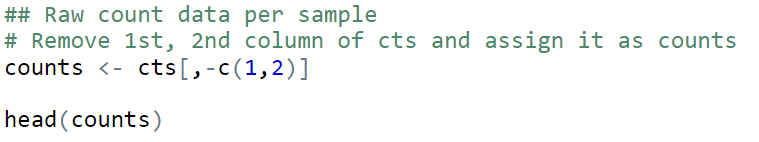 ## Raw count data per sample
# Remove 1st, 2nd column of cts and assign it as counts
counts <- cts[,-c(1,2)]
head(counts)